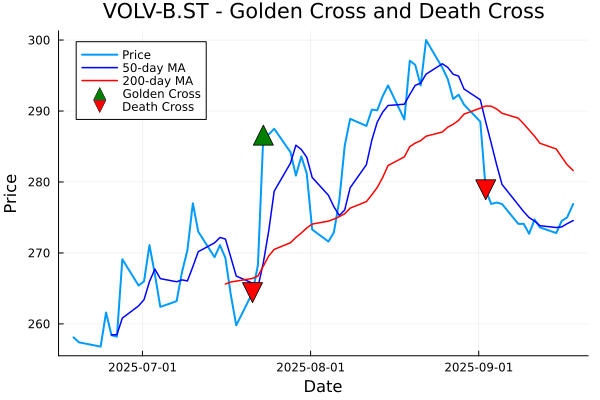 VOLV-B.ST - Golden Cross and Death Cross
Price
50-day MA
200-day MA
Golden Cross
Death Cross
300
290
280
270
260
Price
2025-07-01
2025-08-01
2025-09-01
Date